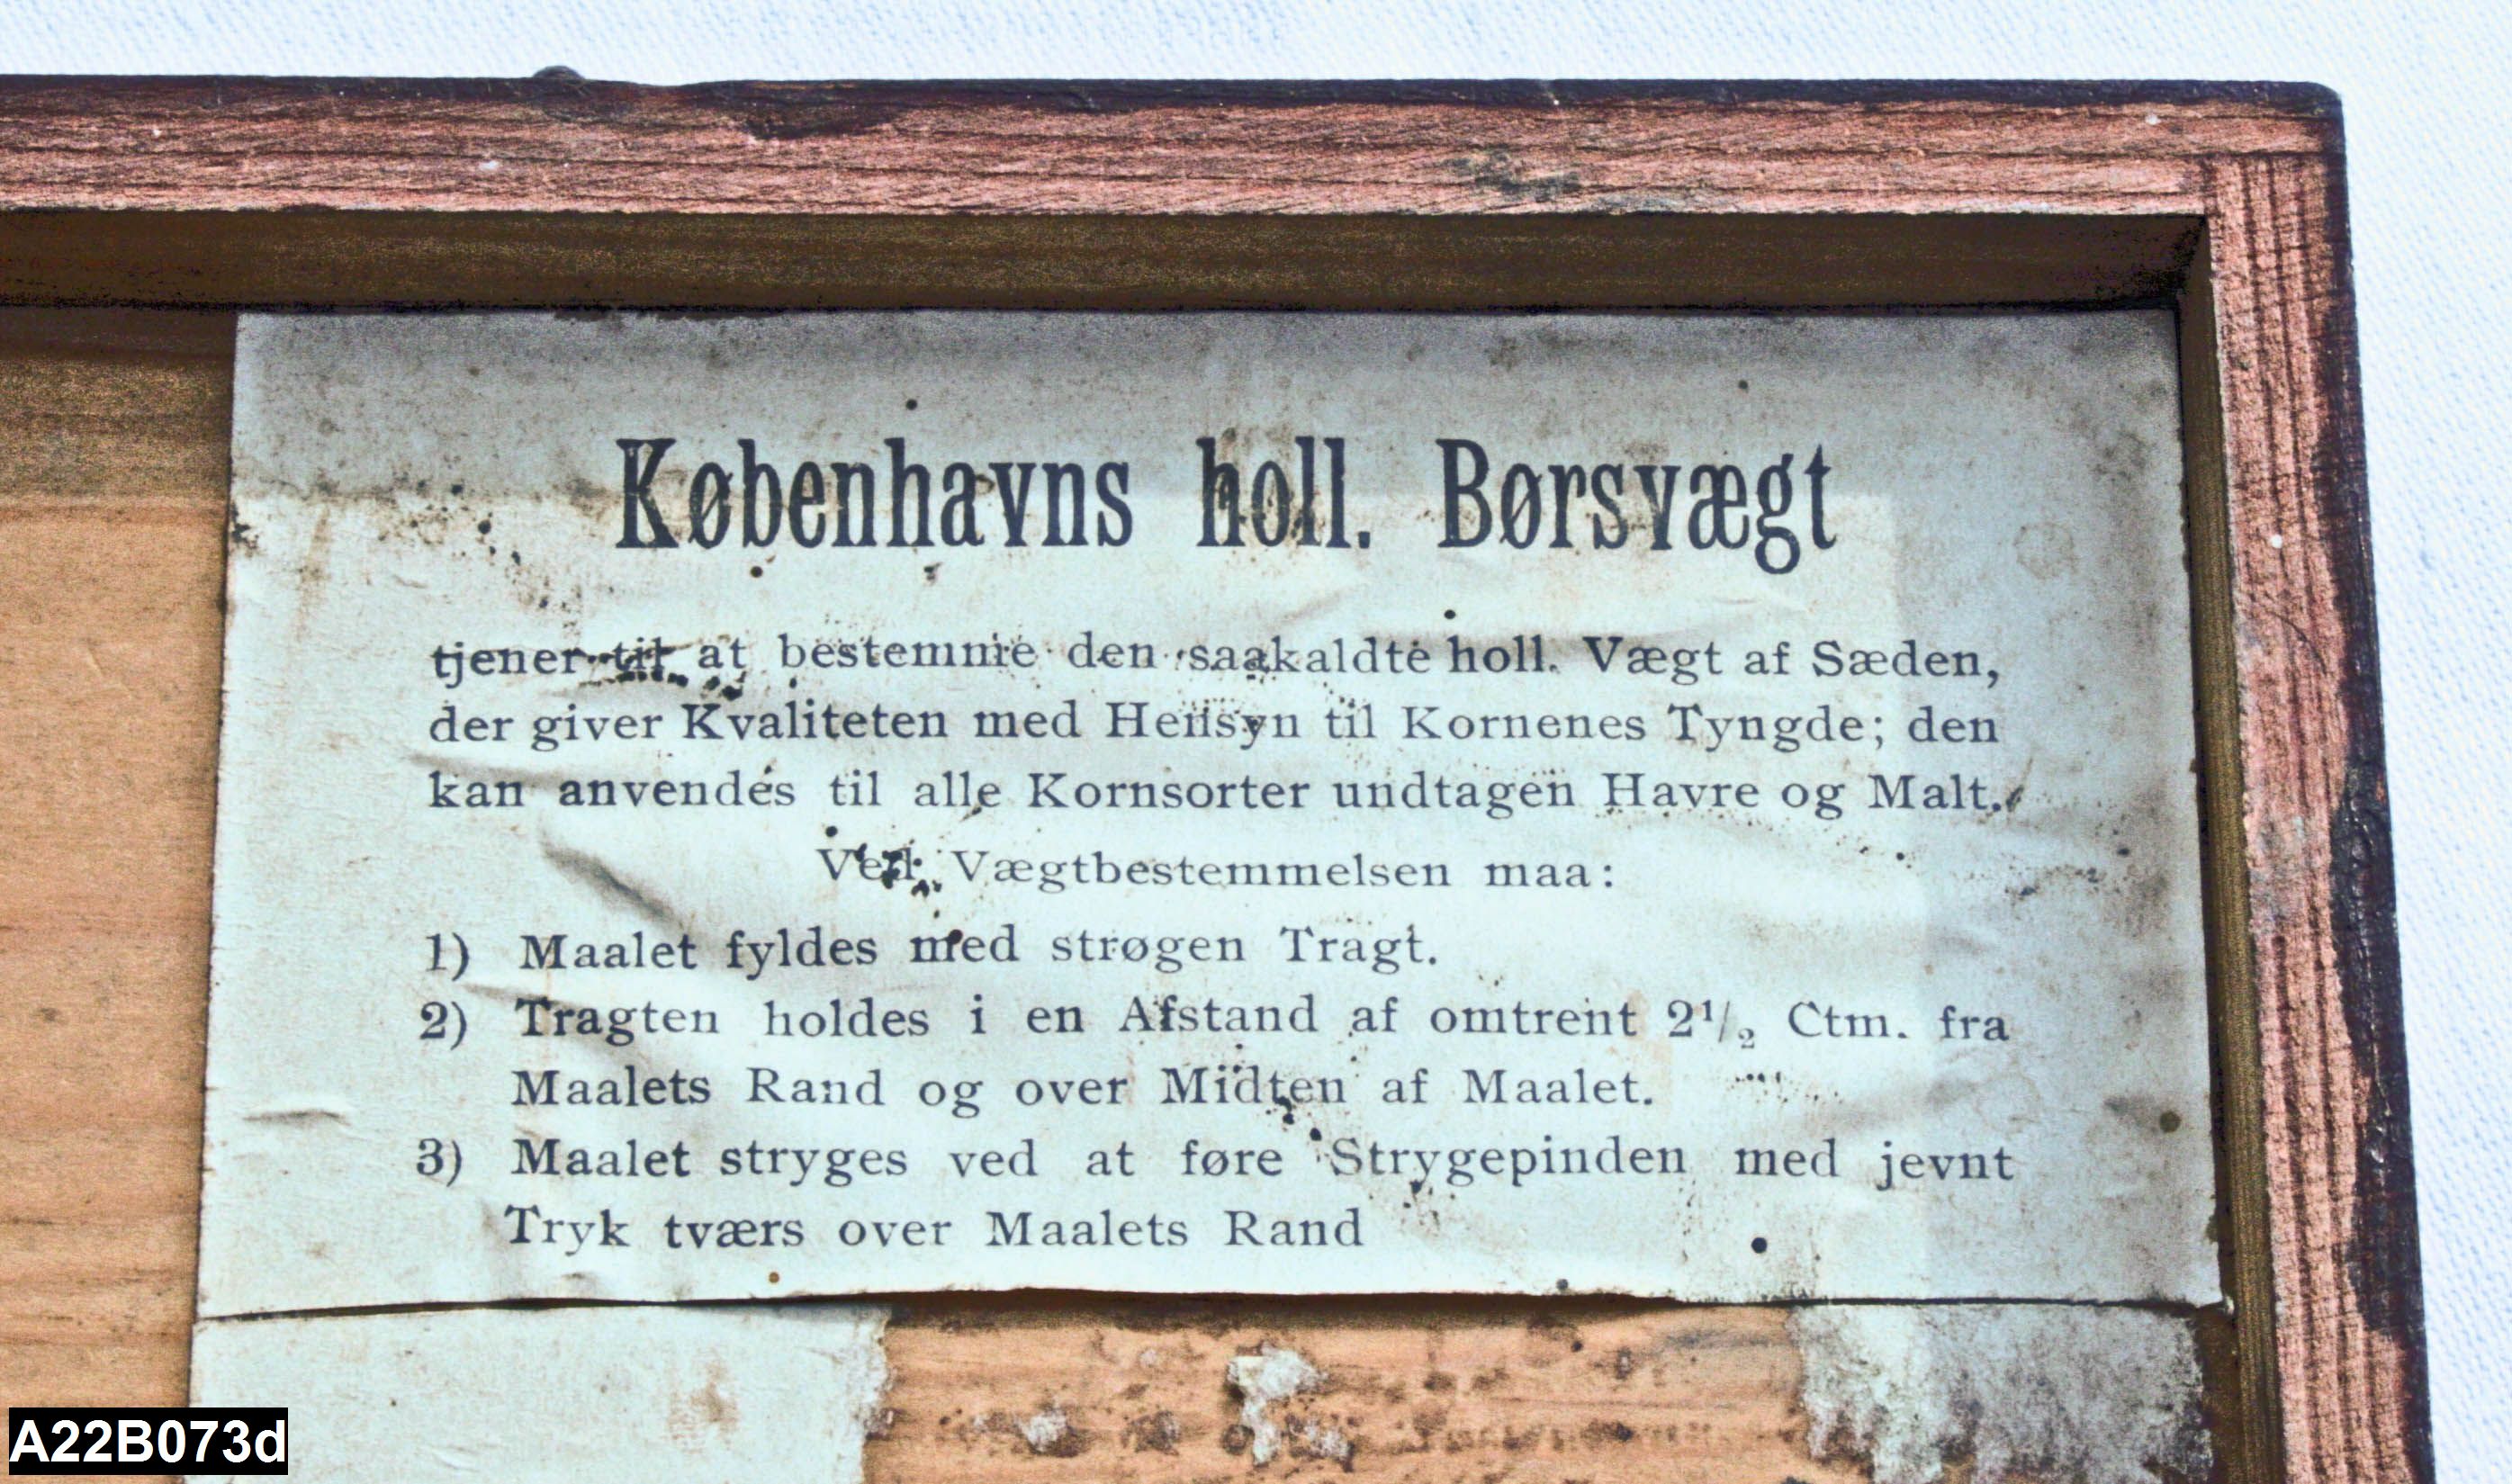 Københavns holl. Børsvægt
tjener til at bestemme den saakaldte holl. Vægt af Sæden,
der giver Kvaliteten med Hensyn til Kornenes Tyngde; den
kan anvendes til alle Kornsorter undtagen Havre og Malt.
Ved Vægtbestemmelsen maa:
1) Maalet fyldes med strøgen Tragt.
2) Tragten holdes i en Afstand af omtrent 2½ Ctm. fra
Maalets Rand og over Midten af Maalet.
3) Maalet stryges ved at føre Strygepinden med jevnt
Tryk tværs over Maalets Rand
A22B073d